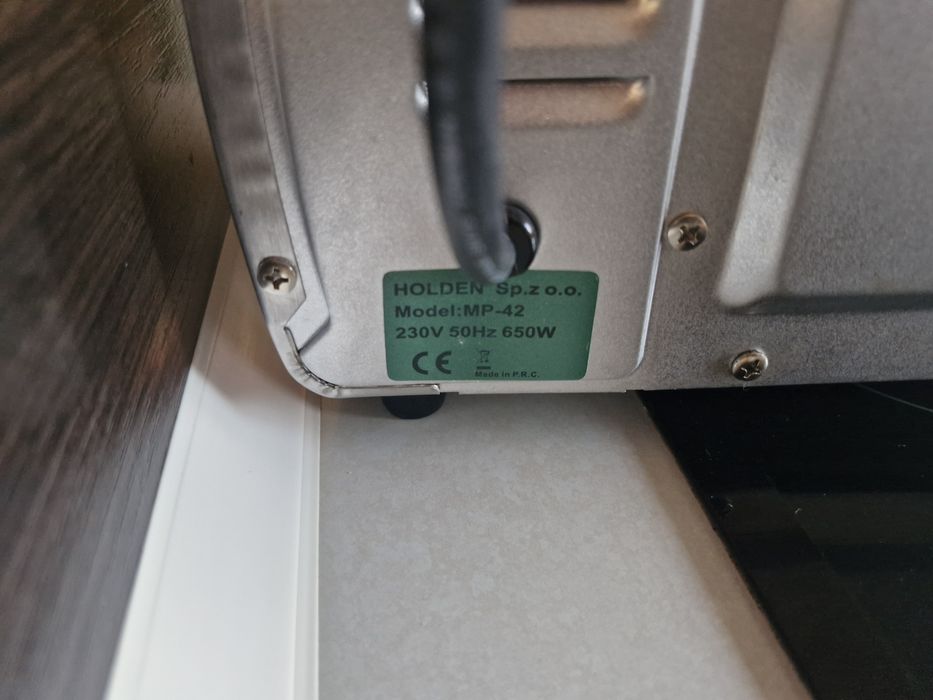 HOLDEN Sp.z o.o.
Model:MP-42
230V 50Hz 650W
CE
Made in P.R.C.